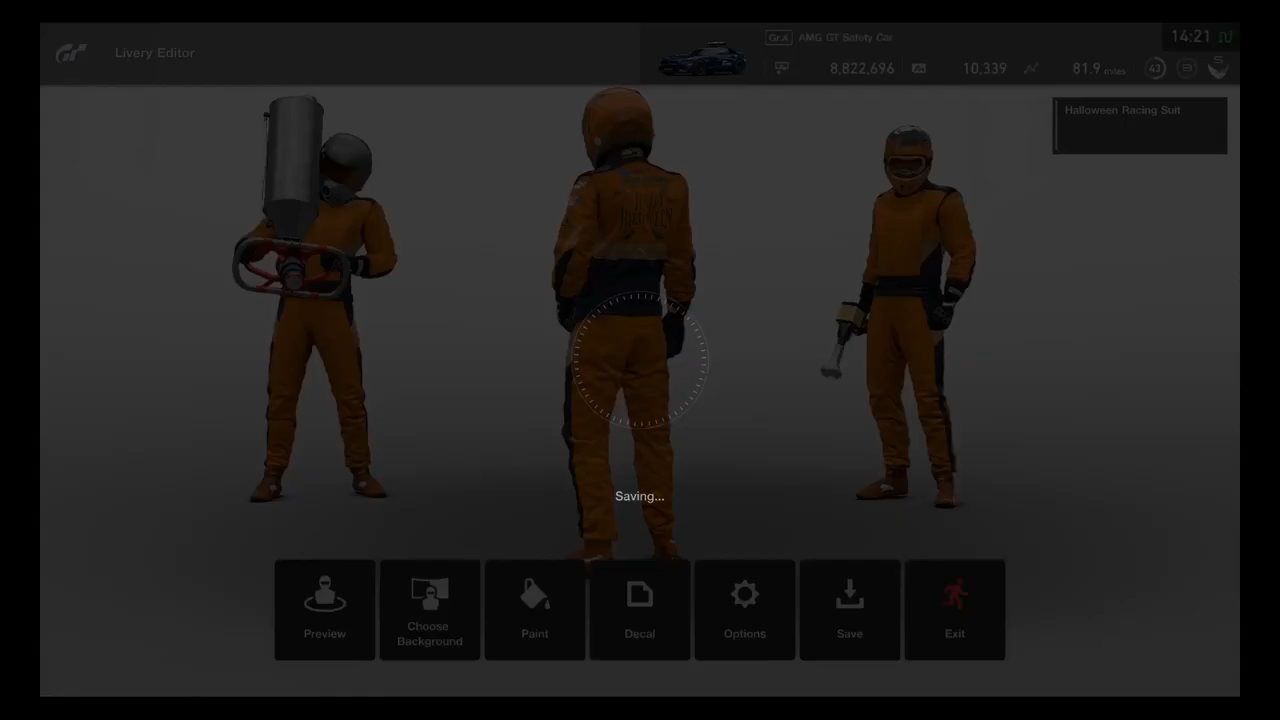 Livery Editor
Gr.X AMG GT Safety Car
14:21
8,822,696
10,339
81.9 miles
43
B
S
Halloween Racing Suit
Saving...
Preview
Choose
Background
Paint
Decal
Options
Save
Exit